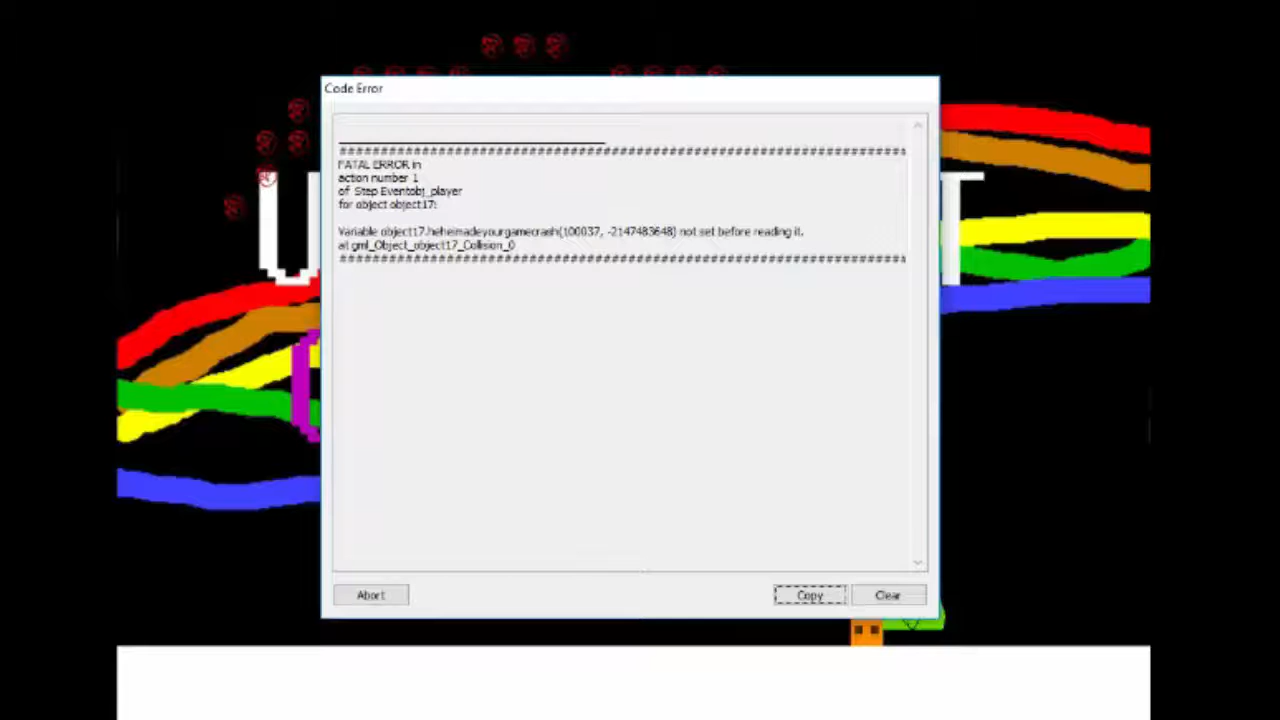 Code Error
############################################################################################
FATAL ERROR in
action number 1
of Step Eventobj_player
for object object17:
Variable object17.heheimadeyourgamecrash(100037, -2147483648) not set before reading it.
at gml_Object_object17_Collision_0
############################################################################################
Abort
Copy
Clear